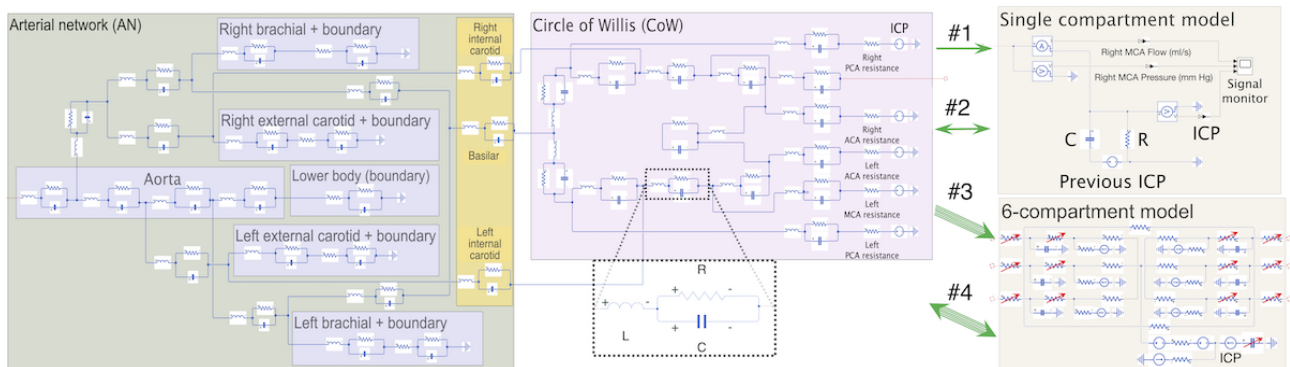 Arterial network (AN)
Right brachial + boundary
Right external carotid + boundary
Aorta
Lower body (boundary)
Left external carotid + boundary
Left brachial + boundary
Right
internal
carotid
Basilar
Left
internal
carotid
Circle of Willis (CoW)
ICP
Right
PCA resistance
Right
ACA resistance
Left
ACA resistance
Left
MCA resistance
Left
PCA resistance
R
+ -
+ -
+ -
L
C
#1
#2
#3
#4
Single compartment model
A
V
Right MCA Flow (ml/s)
Right MCA Pressure (mm Hg)
Signal
monitor
V
ICP
C
R
Previous ICP
6-compartment model
ICP